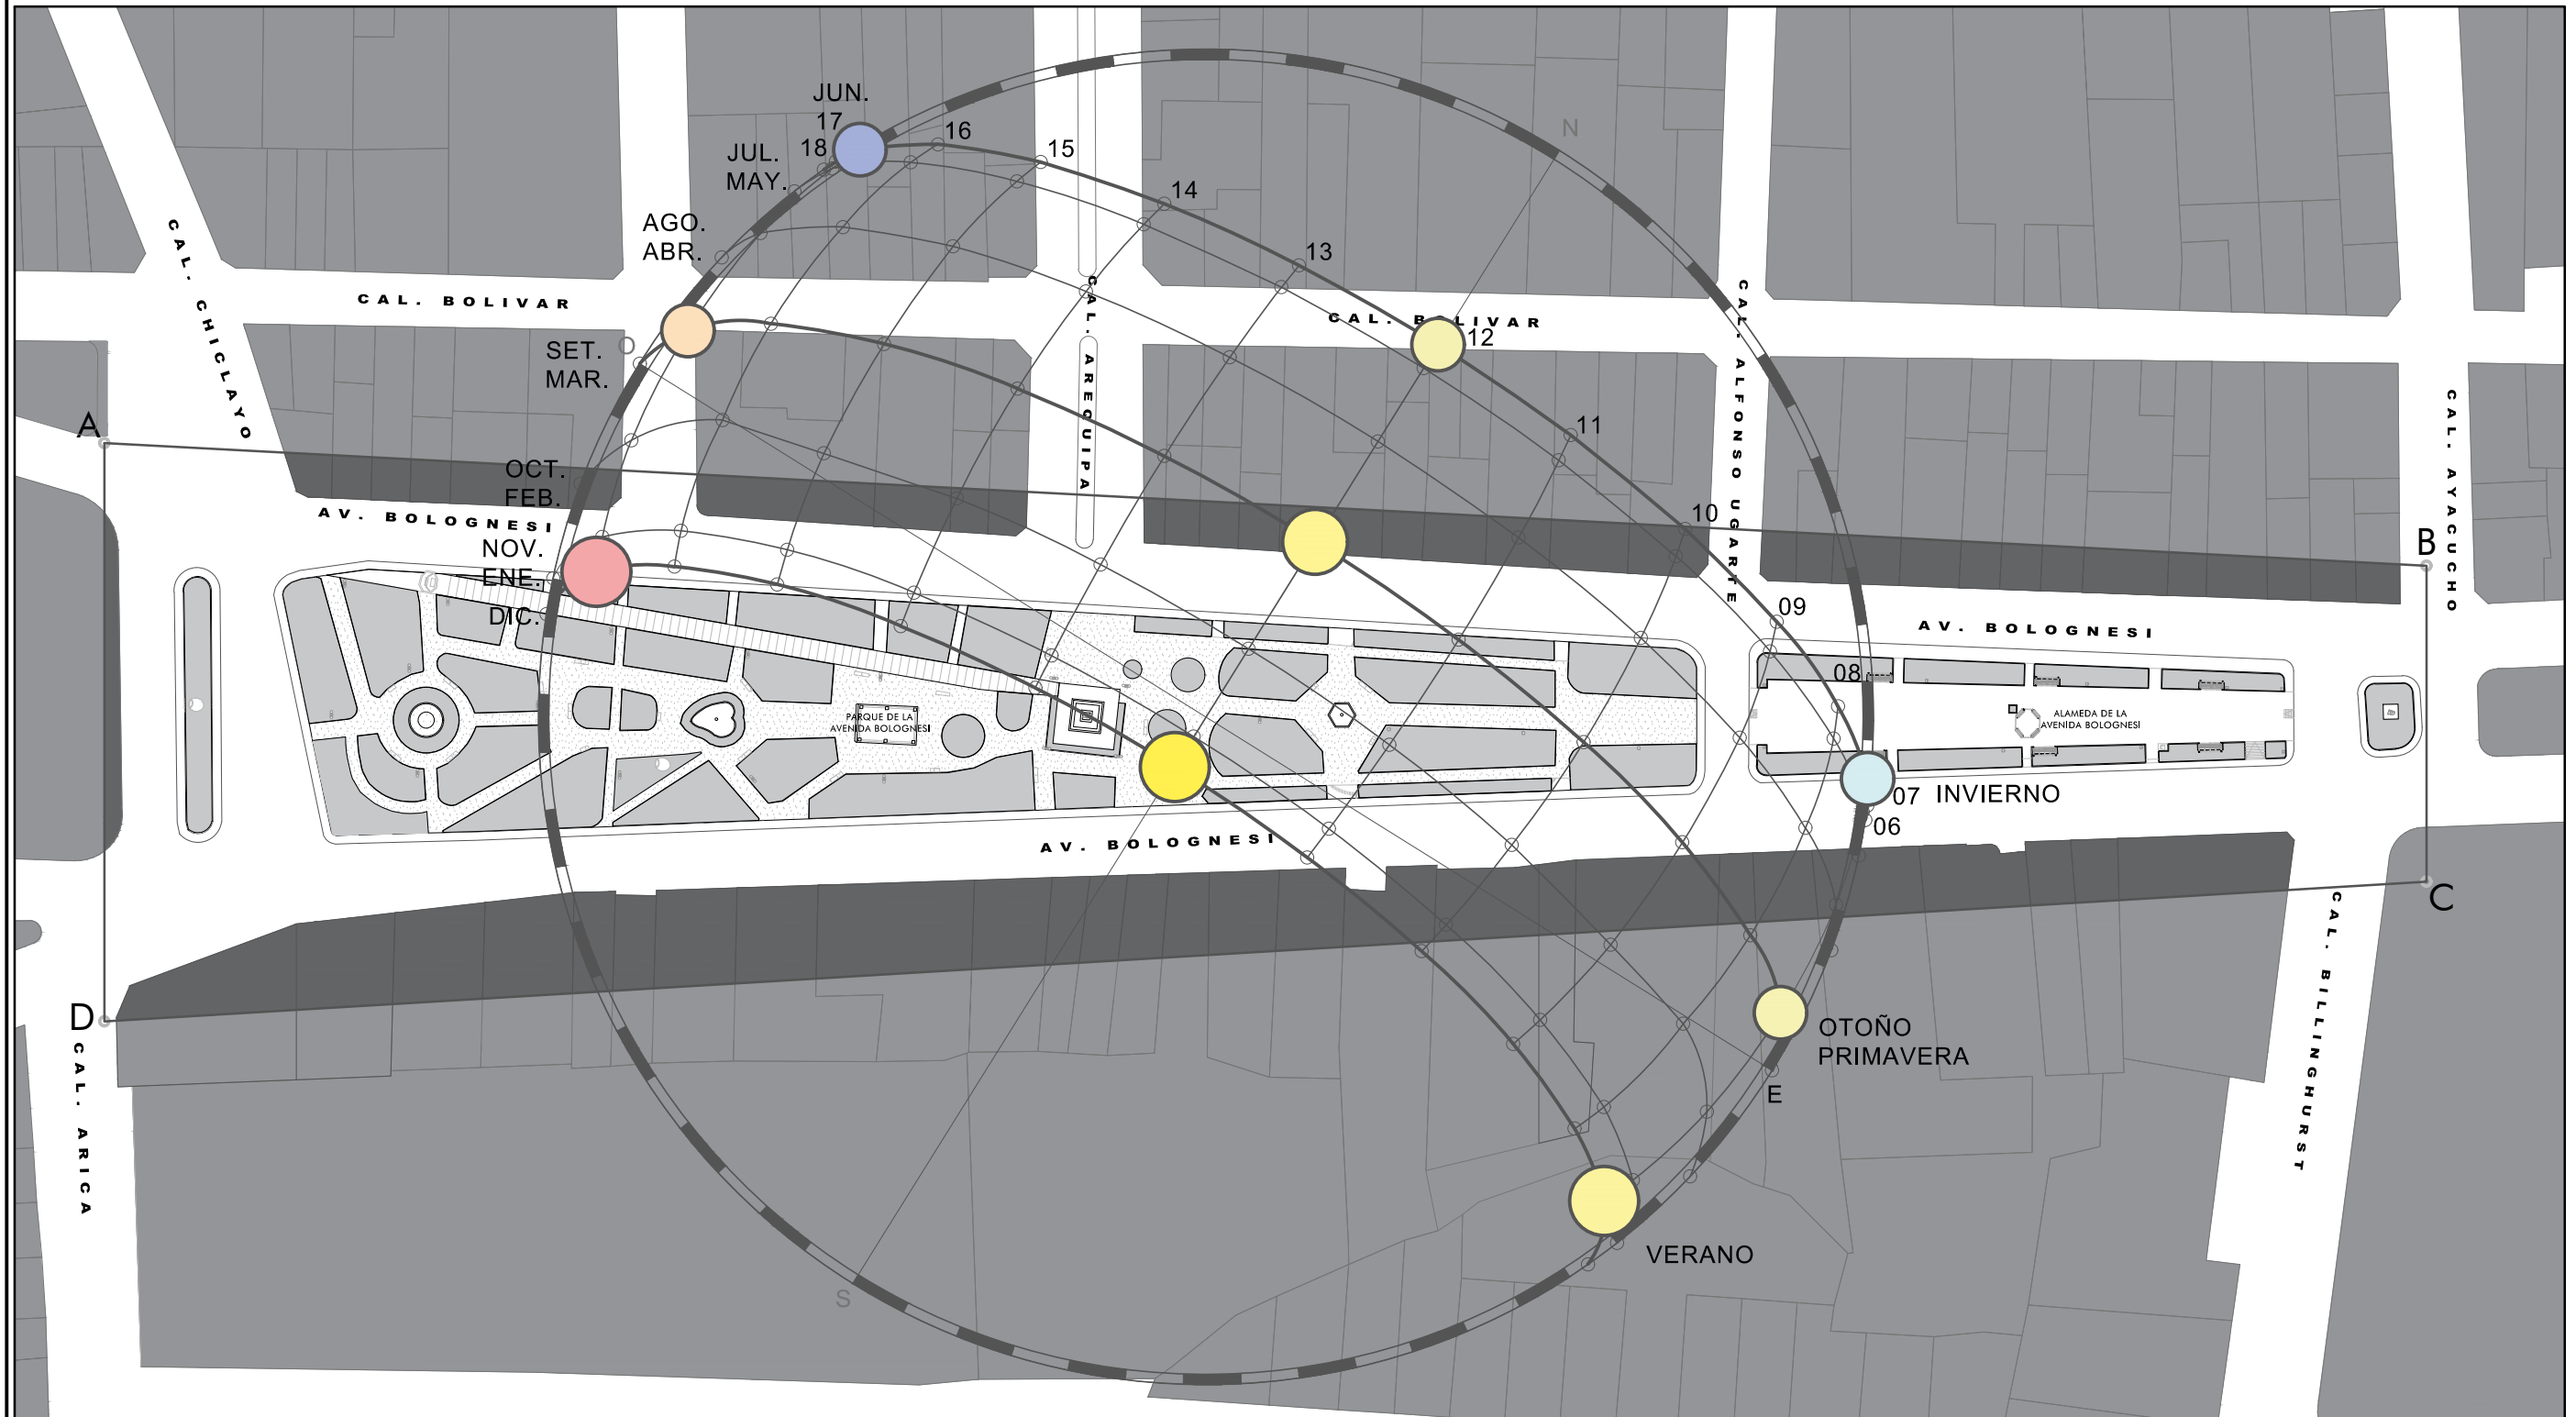 JUN.
17
16
18
15
N
JUL.
MAY.
14
AGO.
ABR.
13
CAL. CHICLAYO
CAL. BOLIVAR
CAL. AREQUIPA
CAL. BOLIVAR
12
CAL. ALFONSO UGARTE
O
SET.
MAR.
CAL. AYACUCHO
A
11
OCT.
FEB.
10
AV. BOLOGNESI
B
NOV.
ENE.
DIC.
09
AV. BOLOGNESI
08
PARQUE DE LA
AVENIDA BOLOGNESI
ALAMEDA DE LA
AVENIDA BOLOGNESI
07
INVIERNO
06
AV. BOLOGNESI
C
CAL. BILLINGHURST
D
CAL. ARICA
OTOÑO
PRIMAVERA
E
VERANO
S